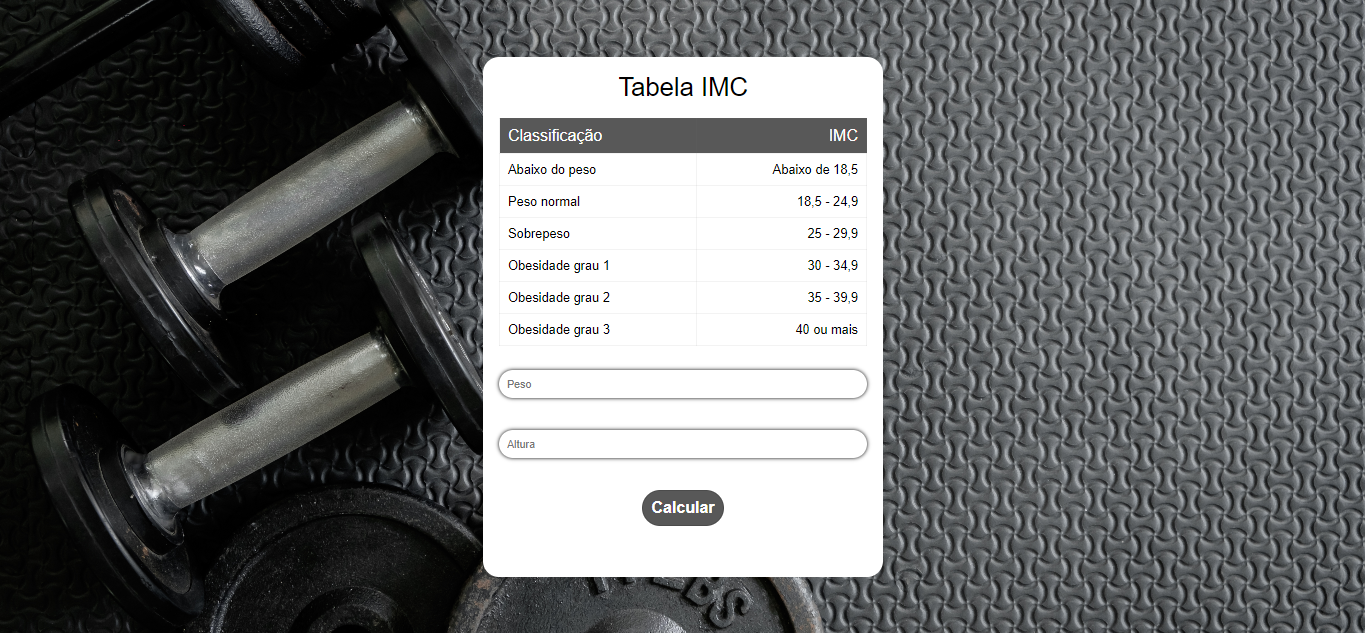 Tabela IMC
Classificação IMC
Abaixo do peso Abaixo de 18,5
Peso normal 18,5 - 24,9
Sobrepeso 25 - 29,9
Obesidade grau 1 30 - 34,9
Obesidade grau 2 35 - 39,9
Obesidade grau 3 40 ou mais
Peso
Altura
Calcular